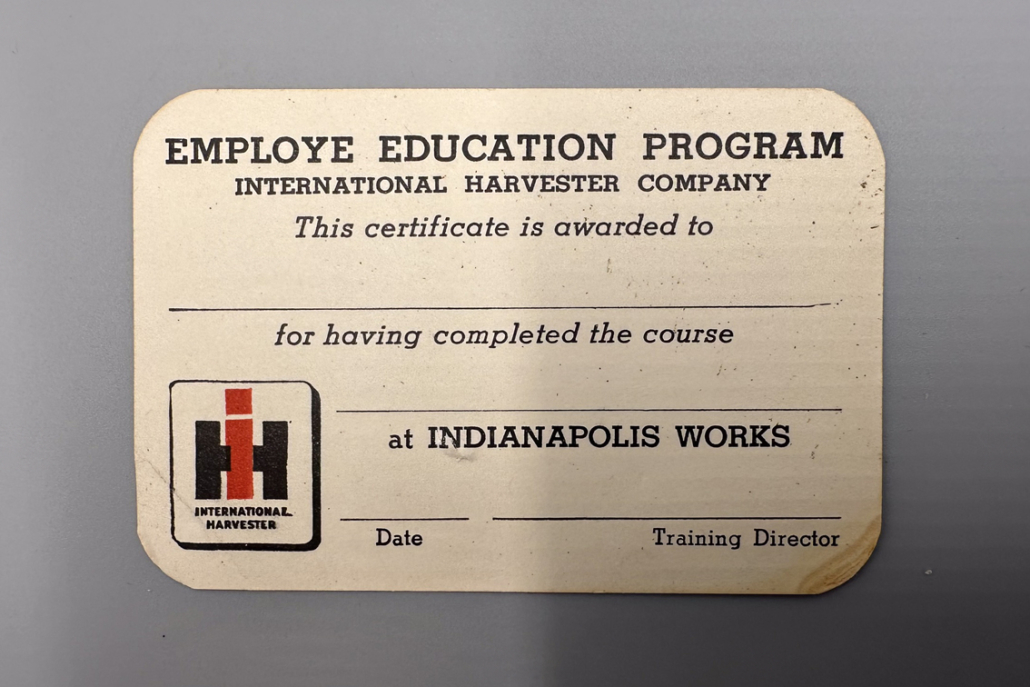 EMPLOYE EDUCATION PROGRAM
INTERNATIONAL HARVESTER COMPANY
This certificate is awarded to
for having completed the course
at INDIANAPOLIS WORKS
IH
INTERNATIONAL
HARVESTER
Date
Training Director